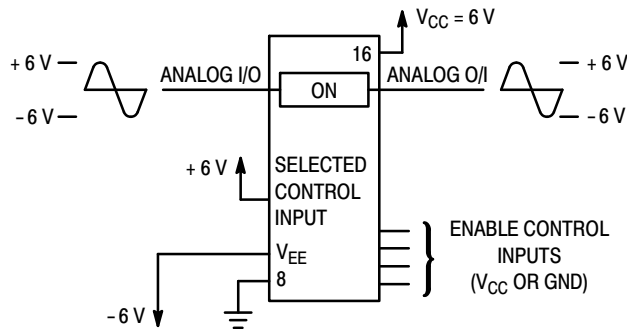 V_CC = 6 V
16
+ 6 V
– 6 V
ANALOG I/O
ON
ANALOG O/I
+ 6 V
– 6 V
+ 6 V
SELECTED
CONTROL
INPUT
V_EE
8
– 6 V
ENABLE CONTROL
INPUTS
(V_CC OR GND)